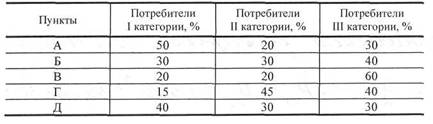 Пункты Потребители I категории, % Потребители II категории, % Потребители III категории, %
А 50 20 30
Б 30 30 40
В 20 20 60
Г 15 45 40
Д 40 30 30